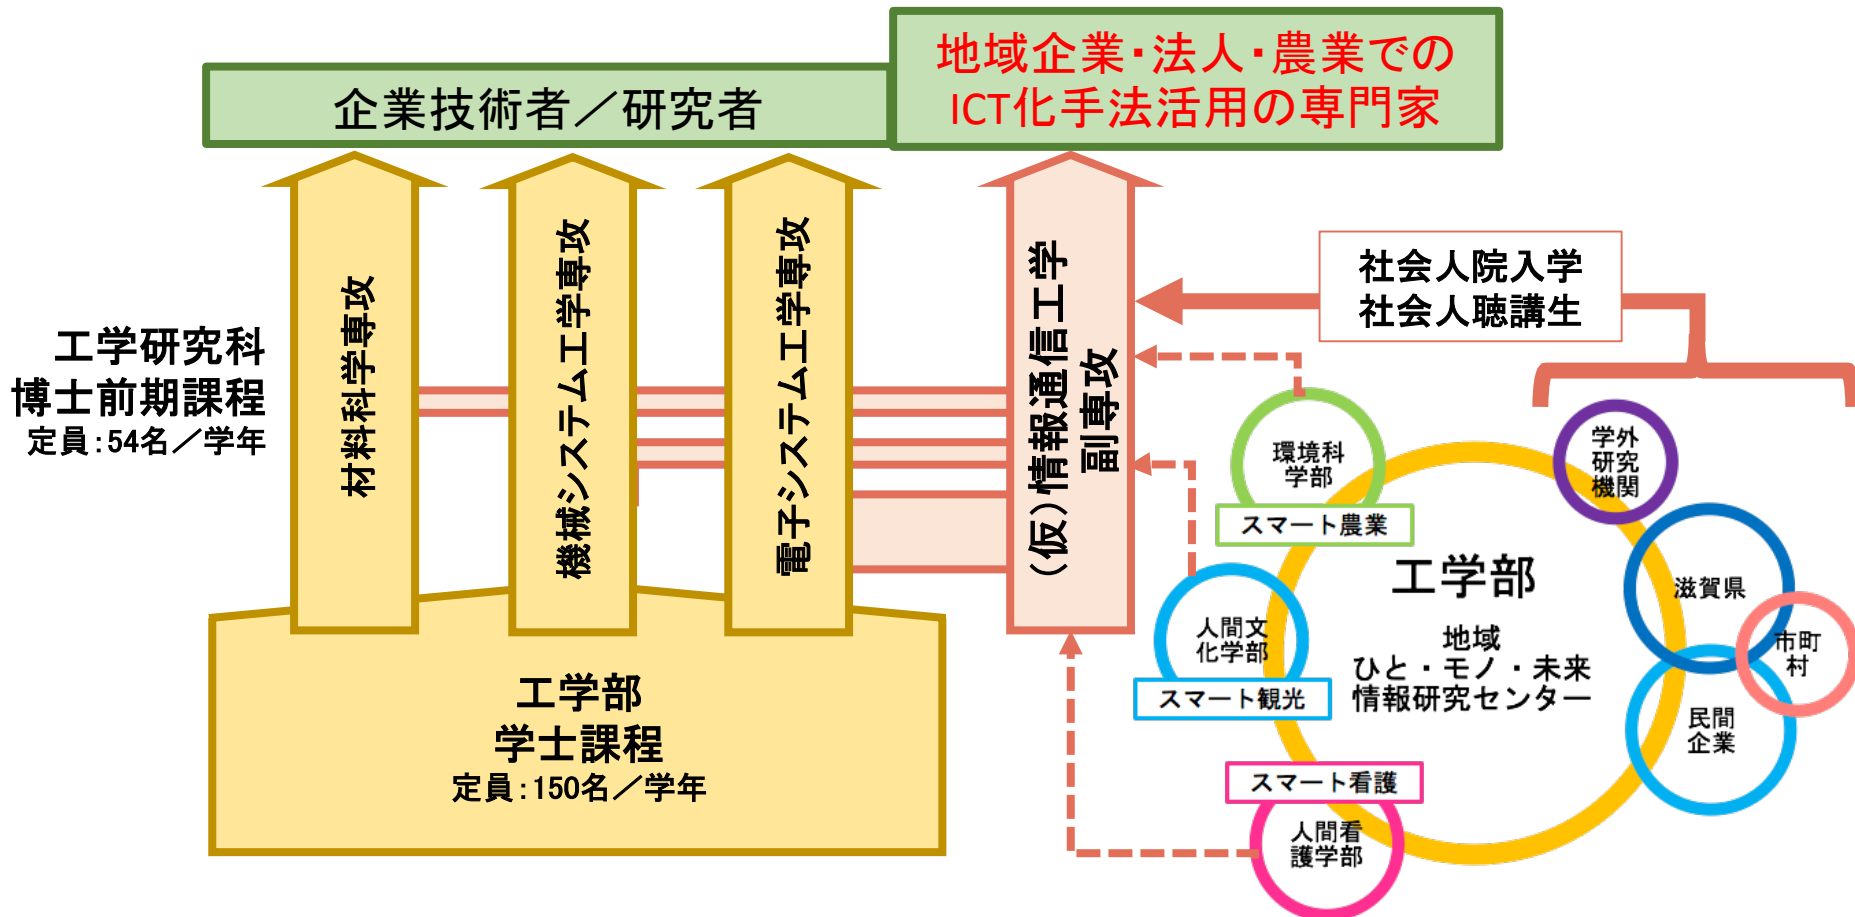 地域企業・法人・農業での
ICT化手法活用の専門家
企業技術者／研究者
工学研究科
博士前期課程
定員：54名／学年
材料科学専攻
機械システム工学専攻
電子システム工学専攻
（仮）情報通信工学
副専攻
社会人院入学
社会人聴講生
工学部
学士課程
定員：150名／学年
環境科
学部
スマート農業
人間文
化学部
スマート観光
スマート看護
人間看
護学部
工学部
地域
ひと・モノ・未来
情報研究センター
学外
研究
機関
滋賀県
市町
村
民間
企業